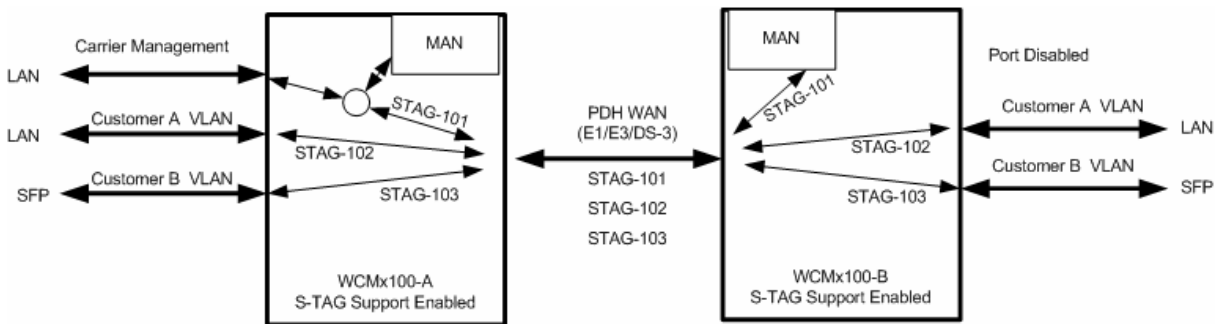 Carrier Management
LAN
Customer A VLAN
LAN
Customer B VLAN
SFP
MAN
STAG-101
STAG-102
STAG-103
WCMx100-A
S-TAG Support Enabled
PDH WAN
(E1/E3/DS-3)
STAG-101
STAG-102
STAG-103
MAN
STAG-101
STAG-102
STAG-103
WCMx100-B
S-TAG Support Enabled
Port Disabled
Customer A VLAN
LAN
Customer B VLAN
SFP